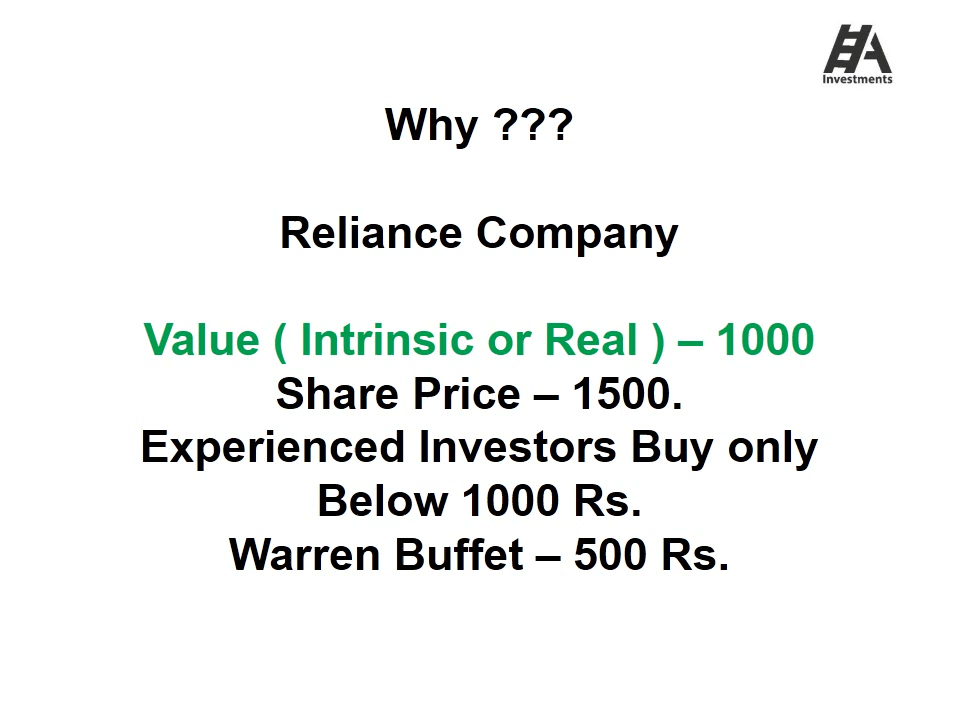 Investments
Why ???
Reliance Company
Value ( Intrinsic or Real ) – 1000
Share Price – 1500.
Experienced Investors Buy only
Below 1000 Rs.
Warren Buffet – 500 Rs.